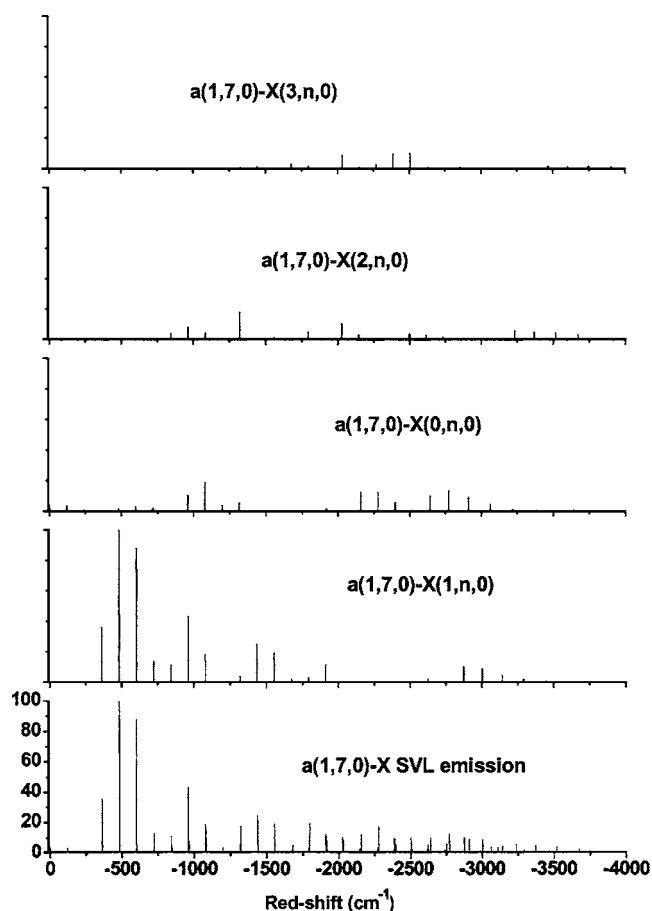 a(1,7,0)-X(3,n,0)
a(1,7,0)-X(2,n,0)
a(1,7,0)-X(0,n,0)
a(1,7,0)-X(1,n,0)
100
80
60
40
20
0
a(1,7,0)-X SVL emission
0 -500 -1000 -1500 -2000 -2500 -3000 -3500 -4000
Red-shift (cm⁻¹)